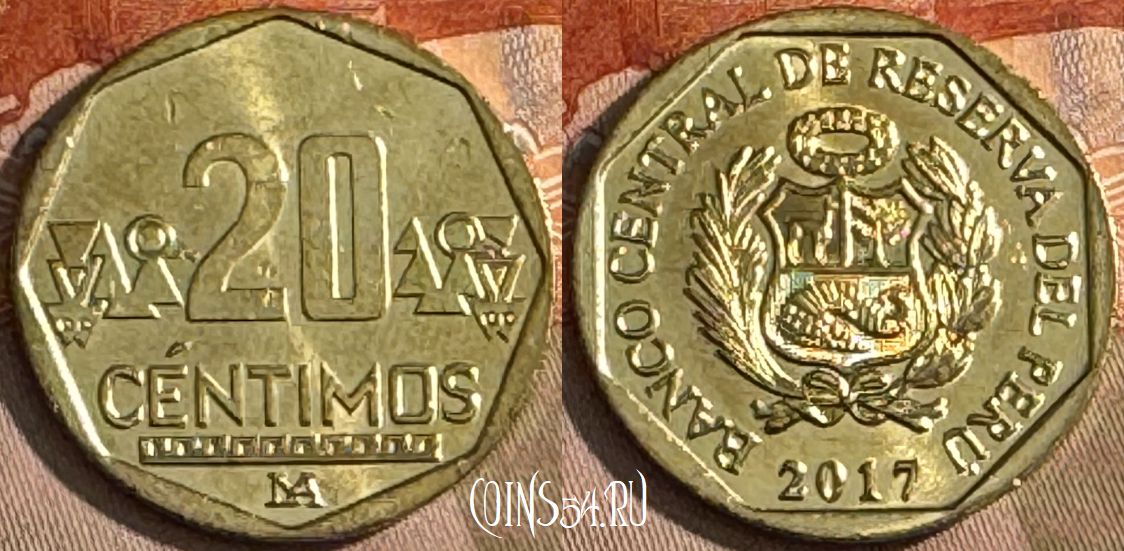 20
CÉNTIMOS
LMA
BANCO CENTRAL DE RESERVA DEL PERÚ
2017
COINS54.RU